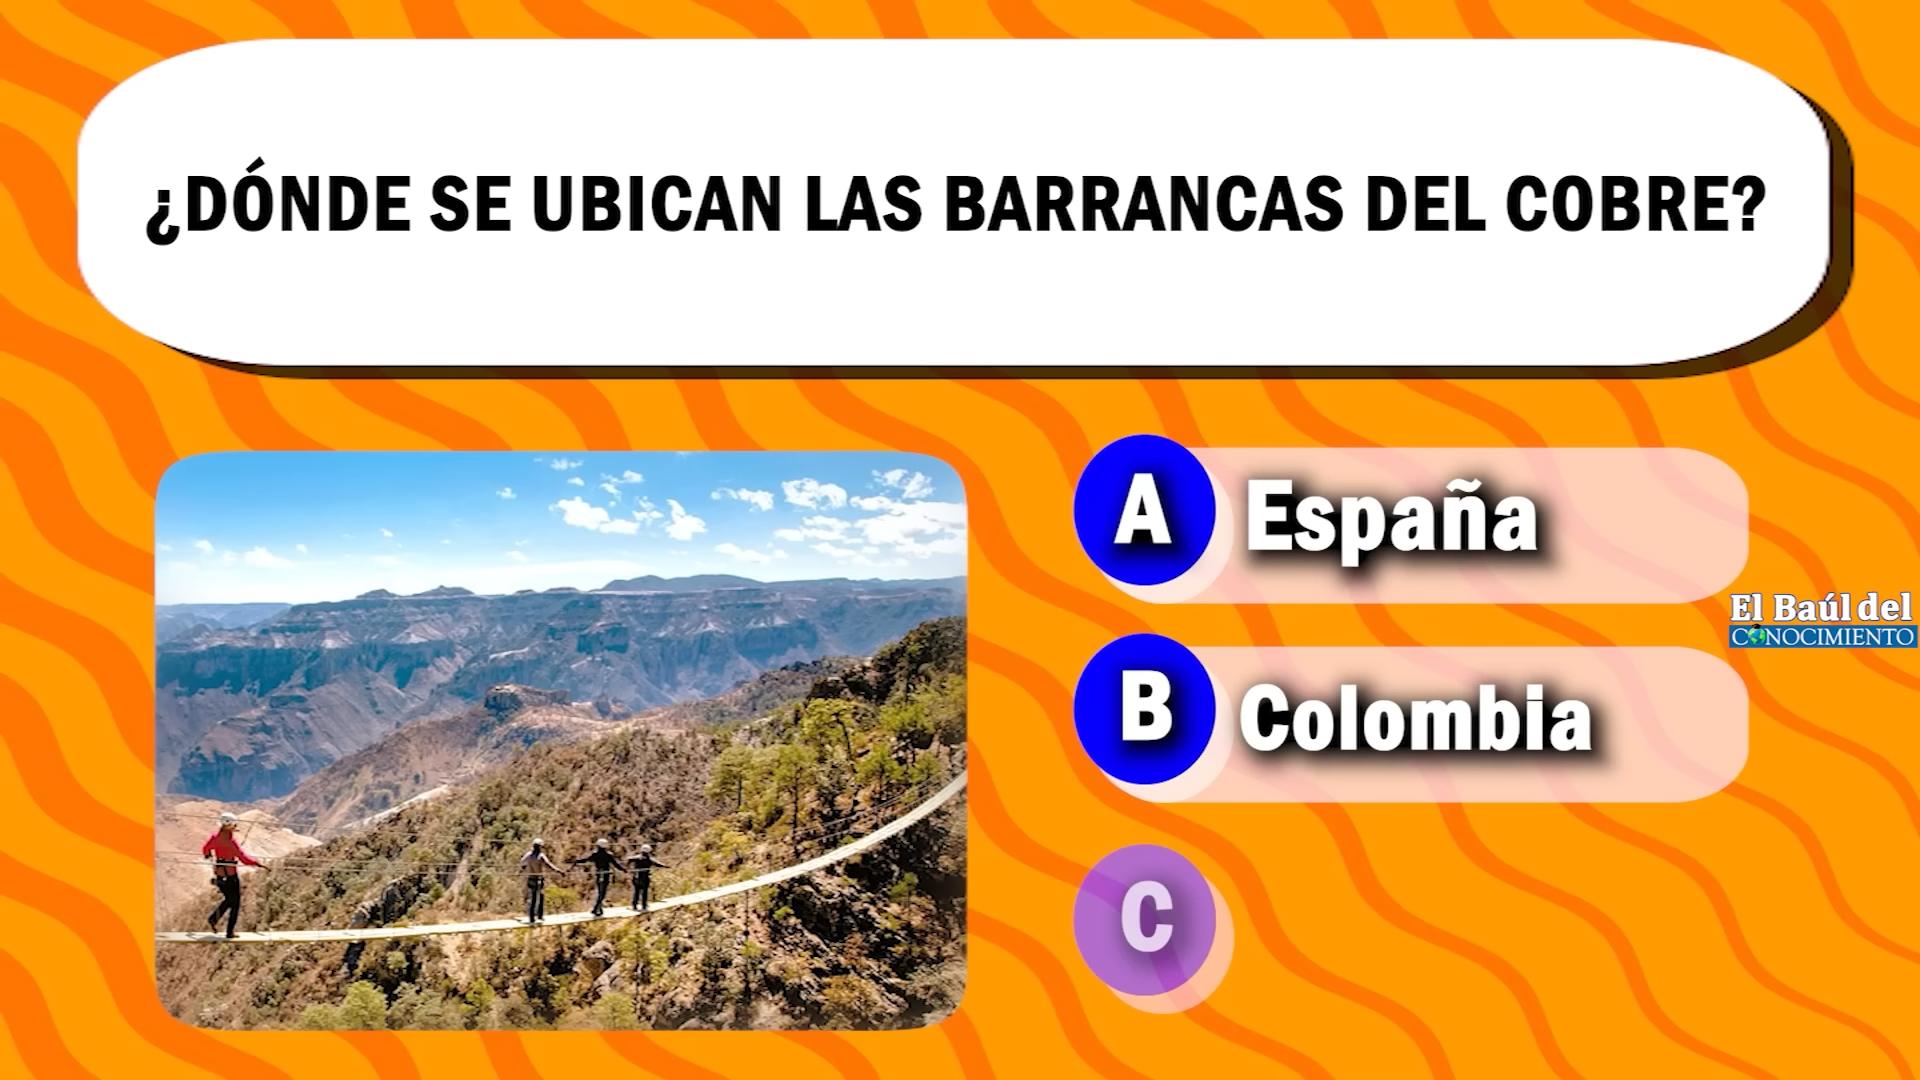 ¿DÓNDE SE UBICAN LAS BARRANCAS DEL COBRE?
A España
B Colombia
C
El Baúl del
CONOCIMIENTO